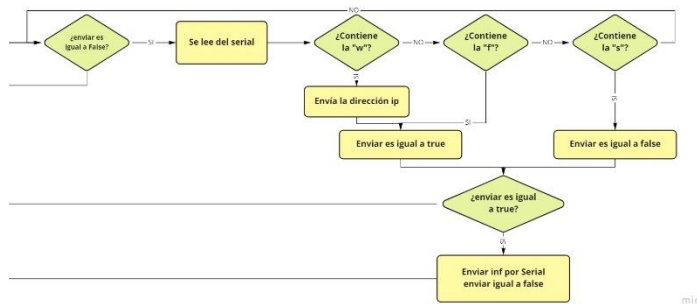 NO
¿enviar es
igual a False?
SI
Se lee del serial
¿Contiene
la "w"?
NO
¿Contiene
la "f"?
NO
¿Contiene
la "s"?
SI
Envía la dirección ip
SI
SI
Enviar es igual a true
Enviar es igual a false
¿enviar es igual
a true?
SI
Enviar inf por Serial
enviar igual a false
mir